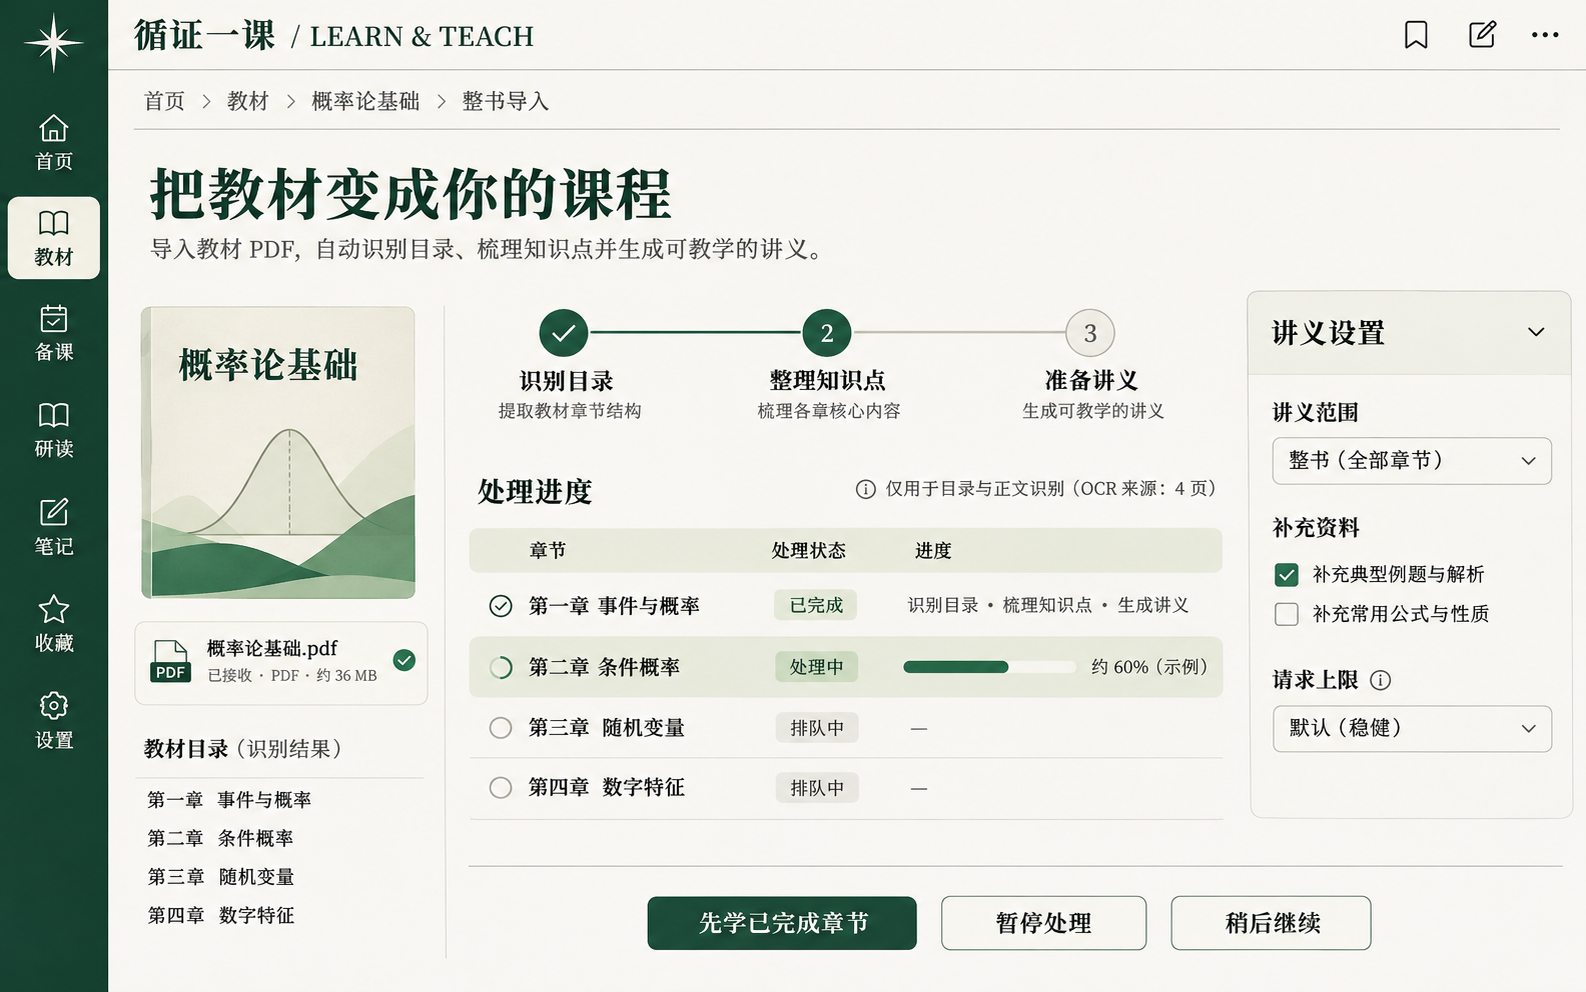 循证一课 / LEARN & TEACH
首页 > 教材 > 概率论基础 > 整书导入
首页
教材
备课
研读
笔记
收藏
设置
把教材变成你的课程
导入教材 PDF，自动识别目录、梳理知识点并生成可教学的讲义。
概率论基础
PDF
概率论基础.pdf
已接收 · PDF · 约 36 MB
教材目录（识别结果）
第一章 事件与概率
第二章 条件概率
第三章 随机变量
第四章 数字特征
2
3
识别目录
提取教材章节结构
整理知识点
梳理各章核心内容
准备讲义
生成可教学的讲义
处理进度
仅用于目录与正文识别（OCR 来源：4 页）
章节 处理状态 进度
第一章 事件与概率 已完成 识别目录 • 梳理知识点 • 生成讲义
第二章 条件概率 处理中 约 60%（示例）
第三章 随机变量 排队中 —
第四章 数字特征 排队中 —
讲义设置
讲义范围
整书（全部章节）
补充资料
补充典型例题与解析
补充常用公式与性质
请求上限
默认（稳健）
先学已完成章节
暂停处理
稍后继续